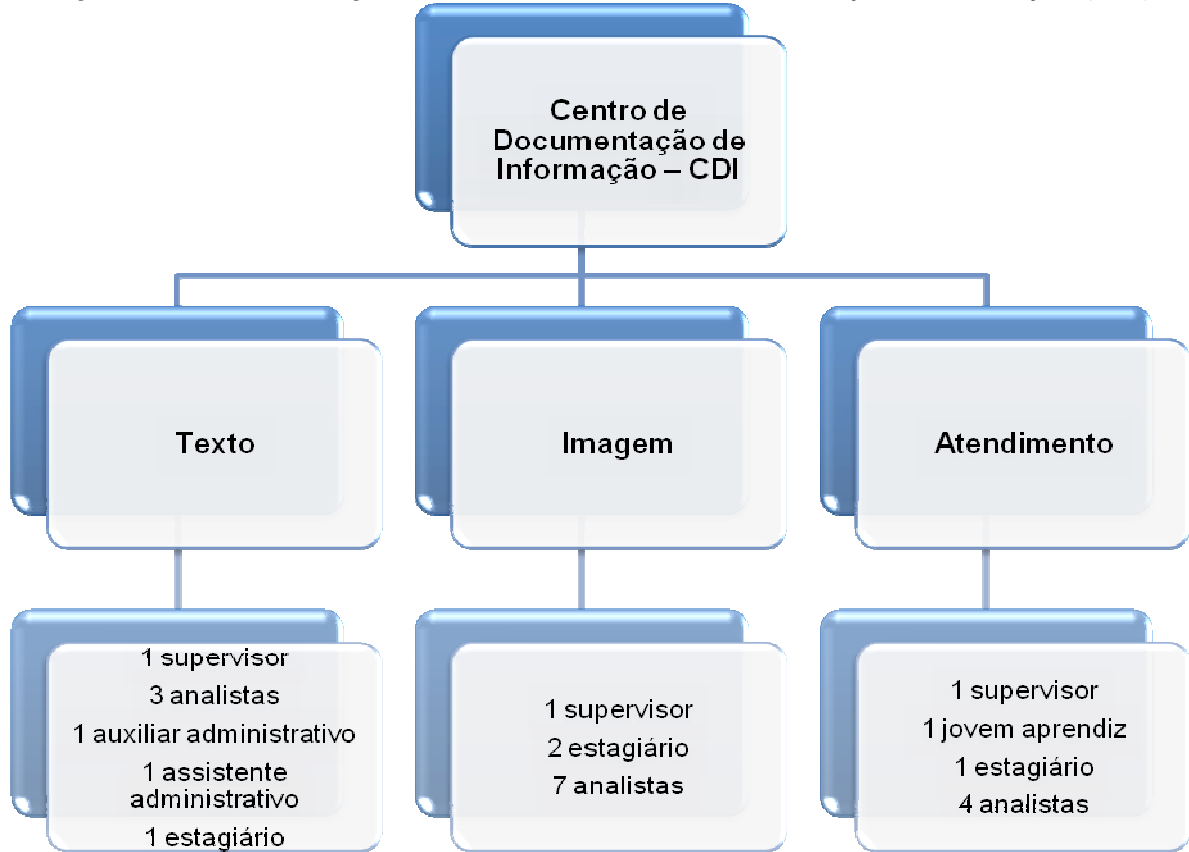 Centro de
Documentação de
Informação – CDI
Texto
Imagem
Atendimento
1 supervisor
3 analistas
1 auxiliar administrativo
1 assistente
administrativo
1 estagiário
1 supervisor
2 estagiário
7 analistas
1 supervisor
1 jovem aprendiz
1 estagiário
4 analistas